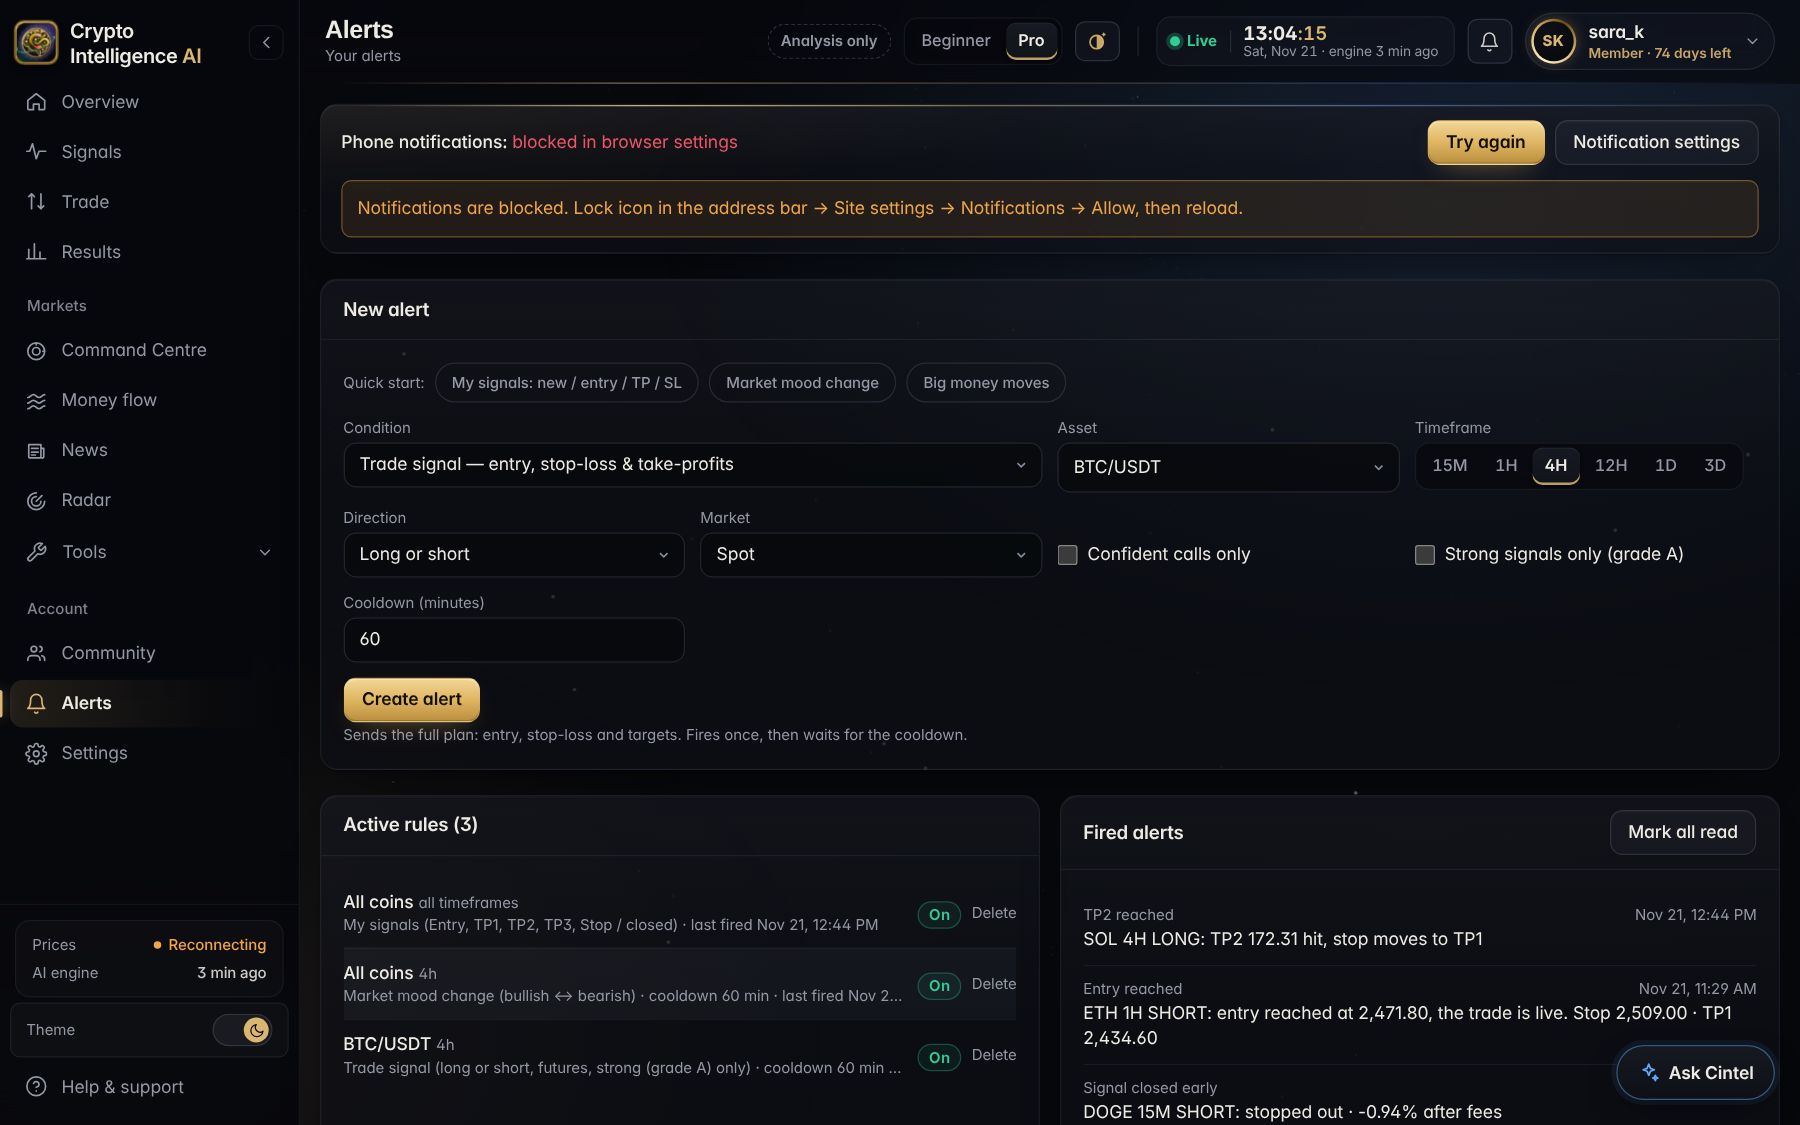 Crypto
Intelligence AI
Overview
Signals
Trade
Results
Markets
Command Centre
Money flow
News
Radar
Tools
Account
Community
Alerts
Settings
Prices
Reconnecting
AI engine
3 min ago
Theme
Help & support
Alerts
Your alerts
Analysis only
Beginner
Pro
Live
13:04:15
Sat, Nov 21 · engine 3 min ago
SK
sara_k
Member · 74 days left
Phone notifications: blocked in browser settings
Try again
Notification settings
Notifications are blocked. Lock icon in the address bar → Site settings → Notifications → Allow, then reload.
New alert
Quick start:
My signals: new / entry / TP / SL
Market mood change
Big money moves
Condition
Asset
Timeframe
Trade signal — entry, stop-loss & take-profits
BTC/USDT
15M 1H 4H 12H 1D 3D
Direction
Market
Long or short
Spot
Confident calls only
Strong signals only (grade A)
Cooldown (minutes)
60
Create alert
Sends the full plan: entry, stop-loss and targets. Fires once, then waits for the cooldown.
Active rules (3)
All coins all timeframes
My signals (Entry, TP1, TP2, TP3, Stop / closed) · last fired Nov 21, 12:44 PM
On
Delete
All coins 4h
Market mood change (bullish ↔ bearish) · cooldown 60 min · last fired Nov 2...
On
Delete
BTC/USDT 4h
Trade signal (long or short, futures, strong (grade A) only) · cooldown 60 min ...
On
Delete
Fired alerts
Mark all read
TP2 reached
Nov 21, 12:44 PM
SOL 4H LONG: TP2 172.31 hit, stop moves to TP1
Entry reached
Nov 21, 11:29 AM
ETH 1H SHORT: entry reached at 2,471.80, the trade is live. Stop 2,509.00 · TP1
2,434.60
Signal closed early
DOGE 15M SHORT: stopped out · -0.94% after fees
Ask Cintel